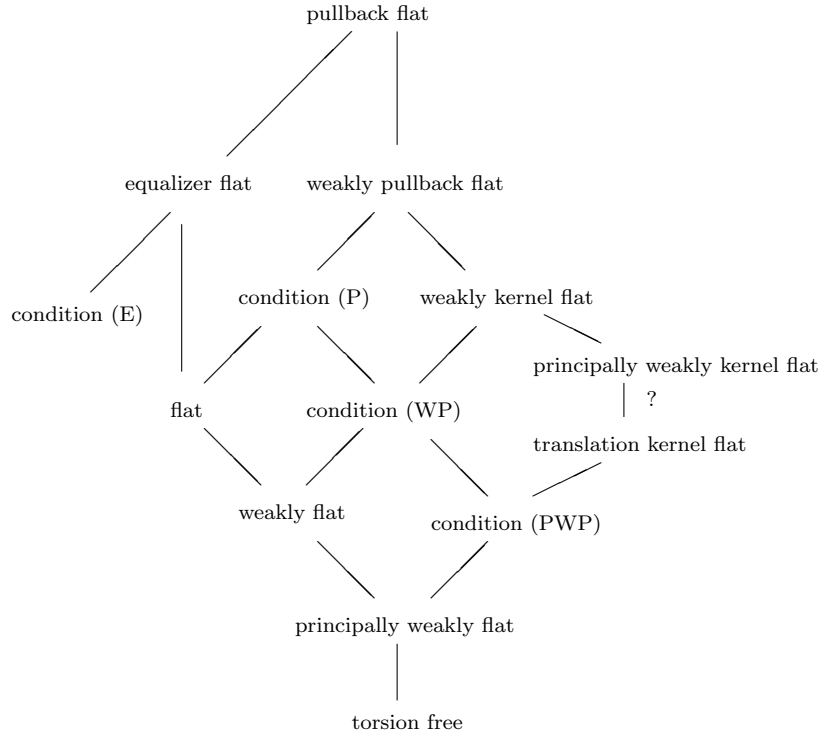 pullback flat
equalizer flat
weakly pullback flat
condition (E)
condition (P)
weakly kernel flat
principally weakly kernel flat
?
flat
condition (WP)
translation kernel flat
weakly flat
condition (PWP)
principally weakly flat
torsion free